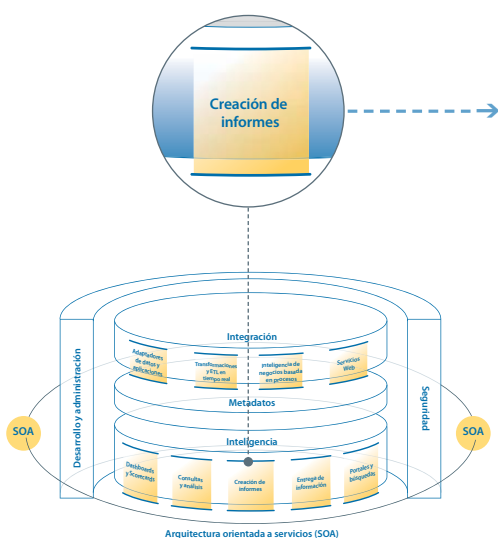 Creación de
informes
Integración
Adaptadores
de datos y
aplicaciones
Transformaciones
y ETL en
tiempo real
Inteligencia de
negocios basada
en procesos
Servicios
Web
Metadatos
Desarrollo y administración
Seguridad
SOA
SOA
Inteligencia
Dashboards
y Scorecards
Consultas
y análisis
Creación de
informes
Entrega de
información
Portales y
búsquedas
Arquitectura orientada a servicios (SOA)